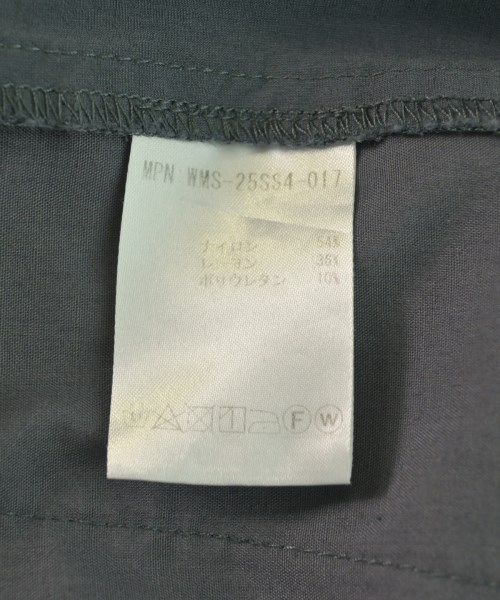 MPN WMS-25SS4-017
ナイロン 54%
レーヨン 36%
ポリウレタン 10%
F W